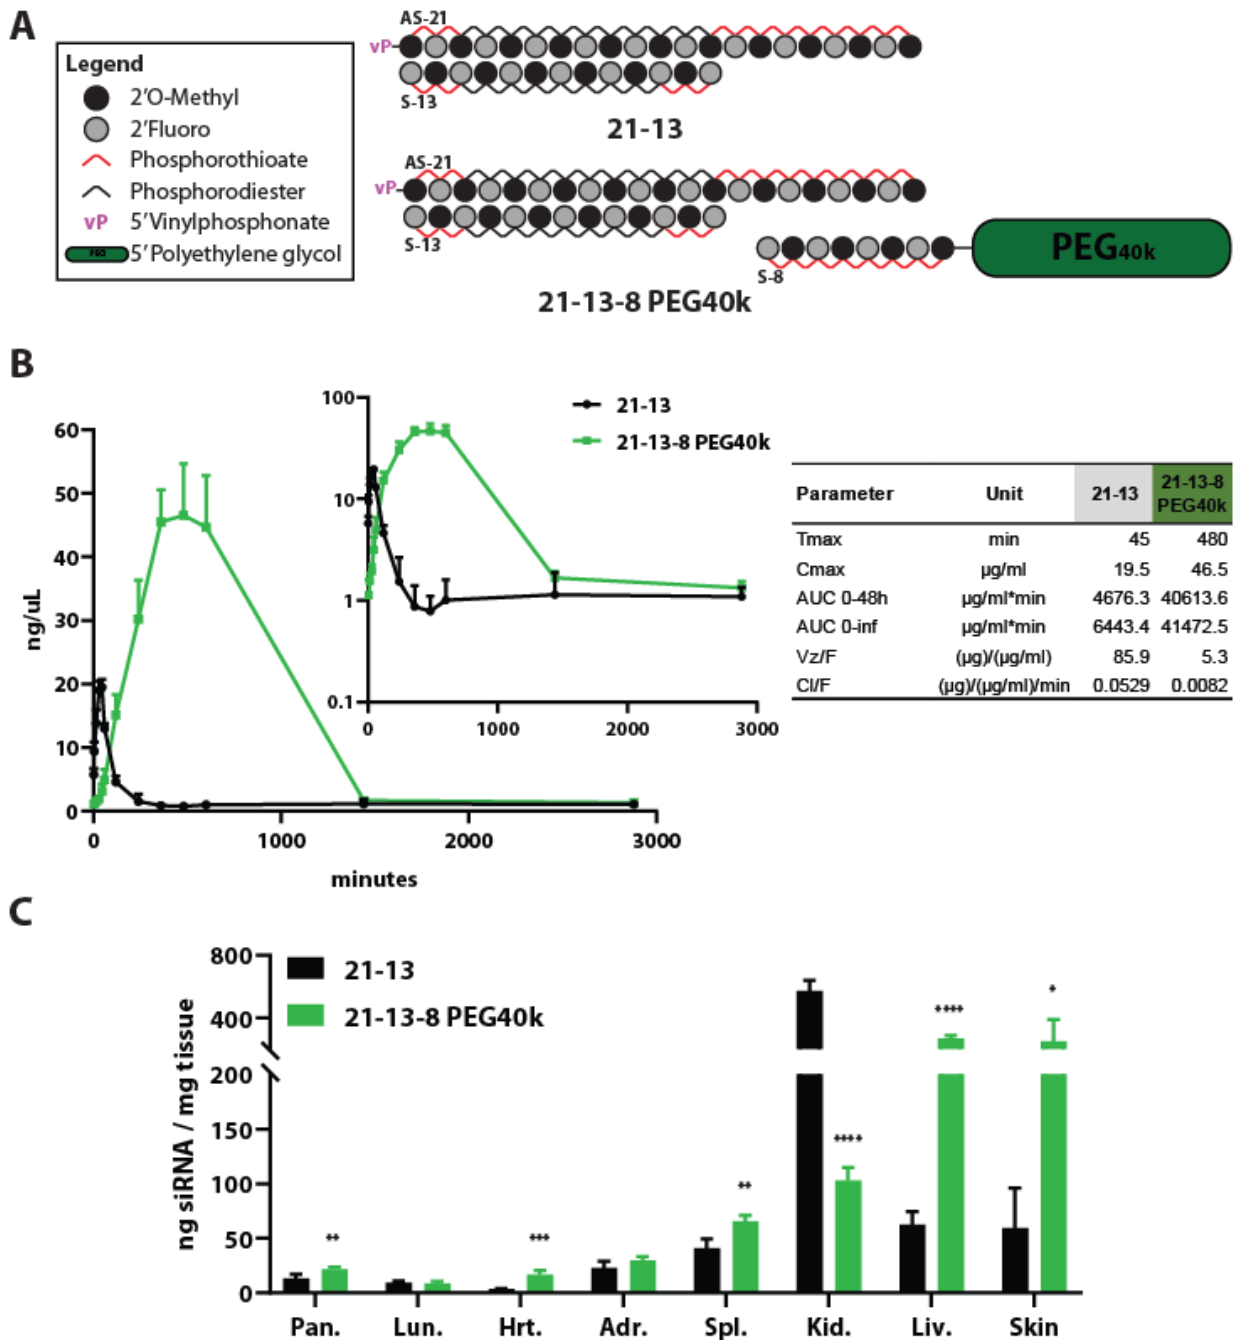 A
Legend
2'O-Methyl
2'Fluoro
Phosphorothioate
Phosphorodiester
vP 5'Vinylphosphonate
PEG 5'Polyethylene glycol
AS-21
vP
S-13
21-13
AS-21
vP
S-13
S-8
PEG40k
21-13-8 PEG40k
B
ng/uL
60
50
40
30
20
10
0
0 1000 2000 3000
minutes
100
10
1
0.1
0 1000 2000 3000
21-13
21-13-8 PEG40k
Parameter Unit 21-13 21-13-8 PEG40k
Tmax min 45 480
Cmax µg/ml 19.5 46.5
AUC 0-48h µg/ml*min 4676.3 40613.6
AUC 0-inf µg/ml*min 6443.4 41472.5
Vz/F (µg)/(µg/ml) 85.9 5.3
Cl/F (µg)/(µg/ml)/min 0.0529 0.0082
C
ng siRNA / mg tissue
800
400
200
150
100
50
0
21-13
21-13-8 PEG40k
** *** ** **** **** *
Pan. Lun. Hrt. Adr. Spl. Kid. Liv. Skin